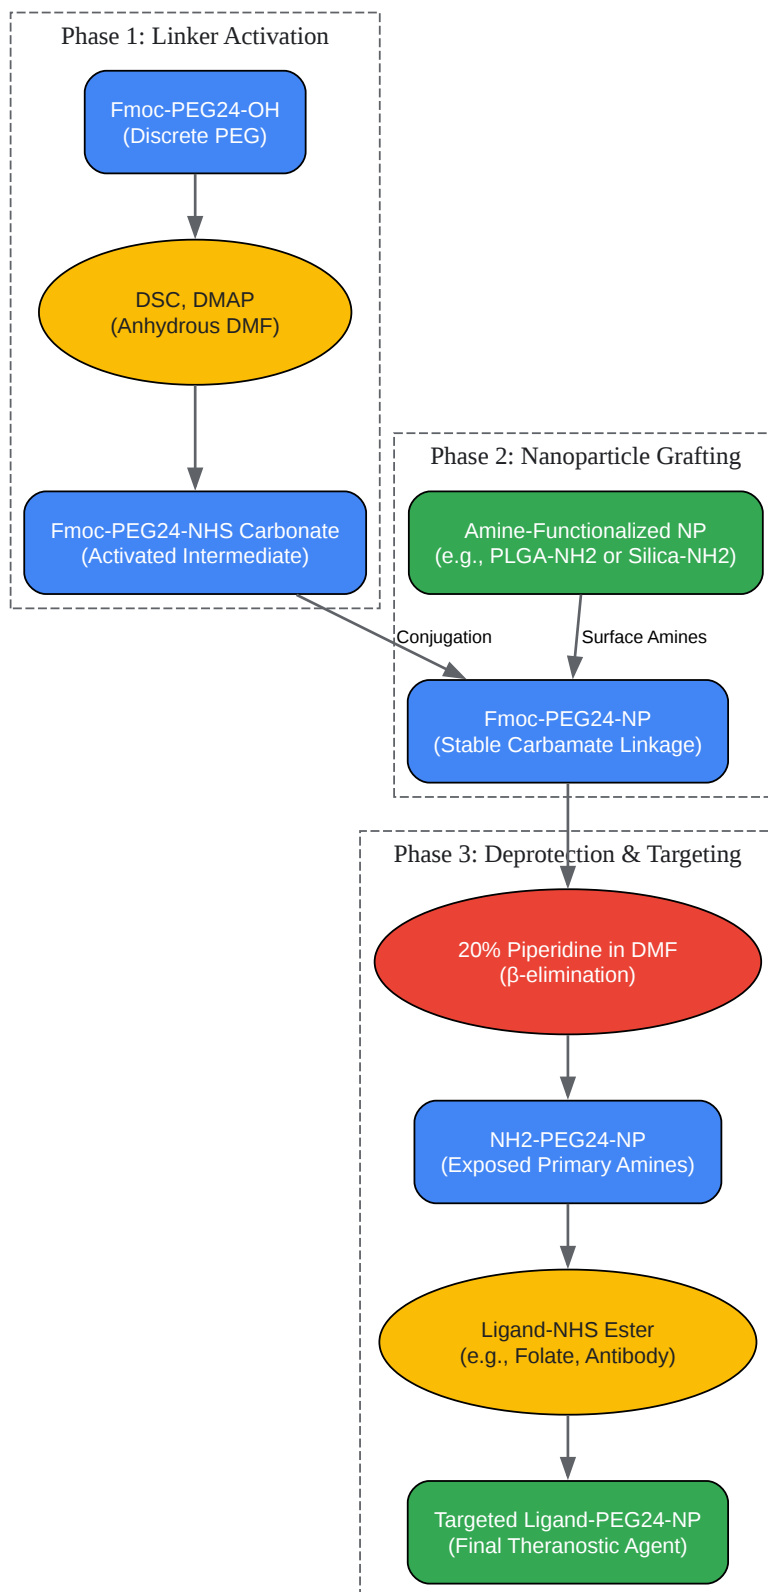 Phase 1: Linker Activation
Fmoc-PEG24-OH
(Discrete PEG)
DSC, DMAP
(Anhydrous DMF)
Fmoc-PEG24-NHS Carbonate
(Activated Intermediate)
Phase 2: Nanoparticle Grafting
Amine-Functionalized NP
(e.g., PLGA-NH2 or Silica-NH2)
Conjugation
Surface Amines
Fmoc-PEG24-NP
(Stable Carbamate Linkage)
Phase 3: Deprotection & Targeting
20% Piperidine in DMF
(β-elimination)
NH2-PEG24-NP
(Exposed Primary Amines)
Ligand-NHS Ester
(e.g., Folate, Antibody)
Targeted Ligand-PEG24-NP
(Final Theranostic Agent)